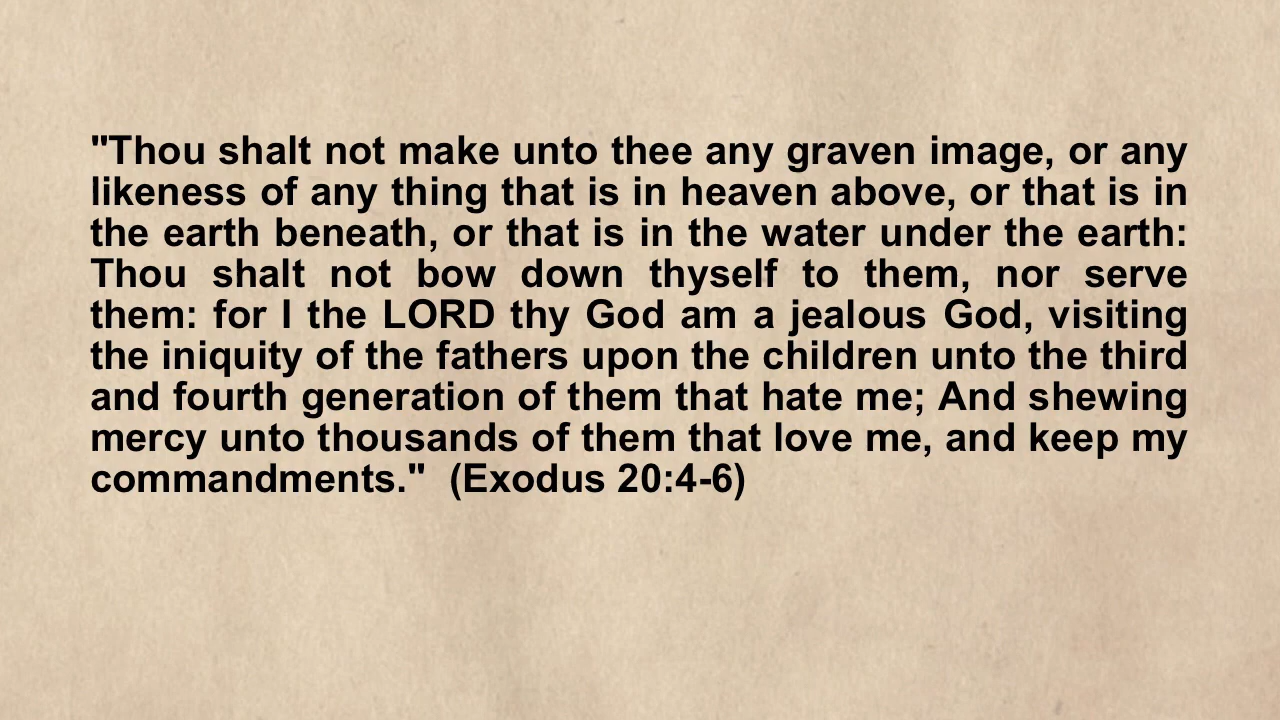 "Thou shalt not make unto thee any graven image, or any
likeness of any thing that is in heaven above, or that is in
the earth beneath, or that is in the water under the earth:
Thou shalt not bow down thyself to them, nor serve
them: for I the LORD thy God am a jealous God, visiting
the iniquity of the fathers upon the children unto the third
and fourth generation of them that hate me; And shewing
mercy unto thousands of them that love me, and keep my
commandments."  (Exodus 20:4-6)